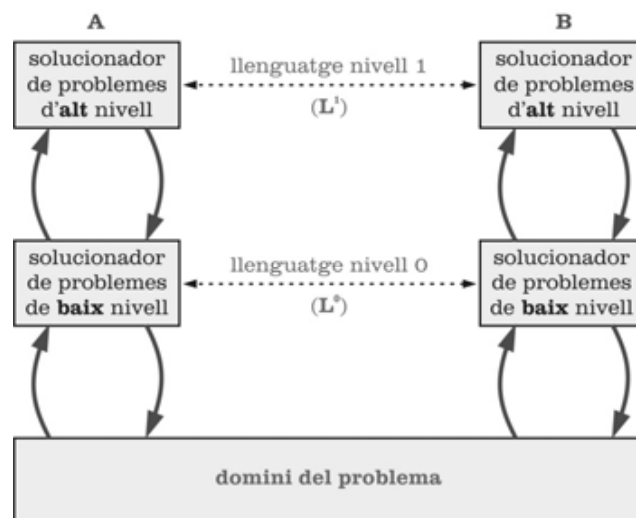 A
B
solucionador
de problemes
d'alt nivell
llenguatge nivell 1
(L¹)
solucionador
de problemes
d'alt nivell
solucionador
de problemes
de baix nivell
llenguatge nivell 0
(L⁰)
solucionador
de problemes
de baix nivell
domini del problema